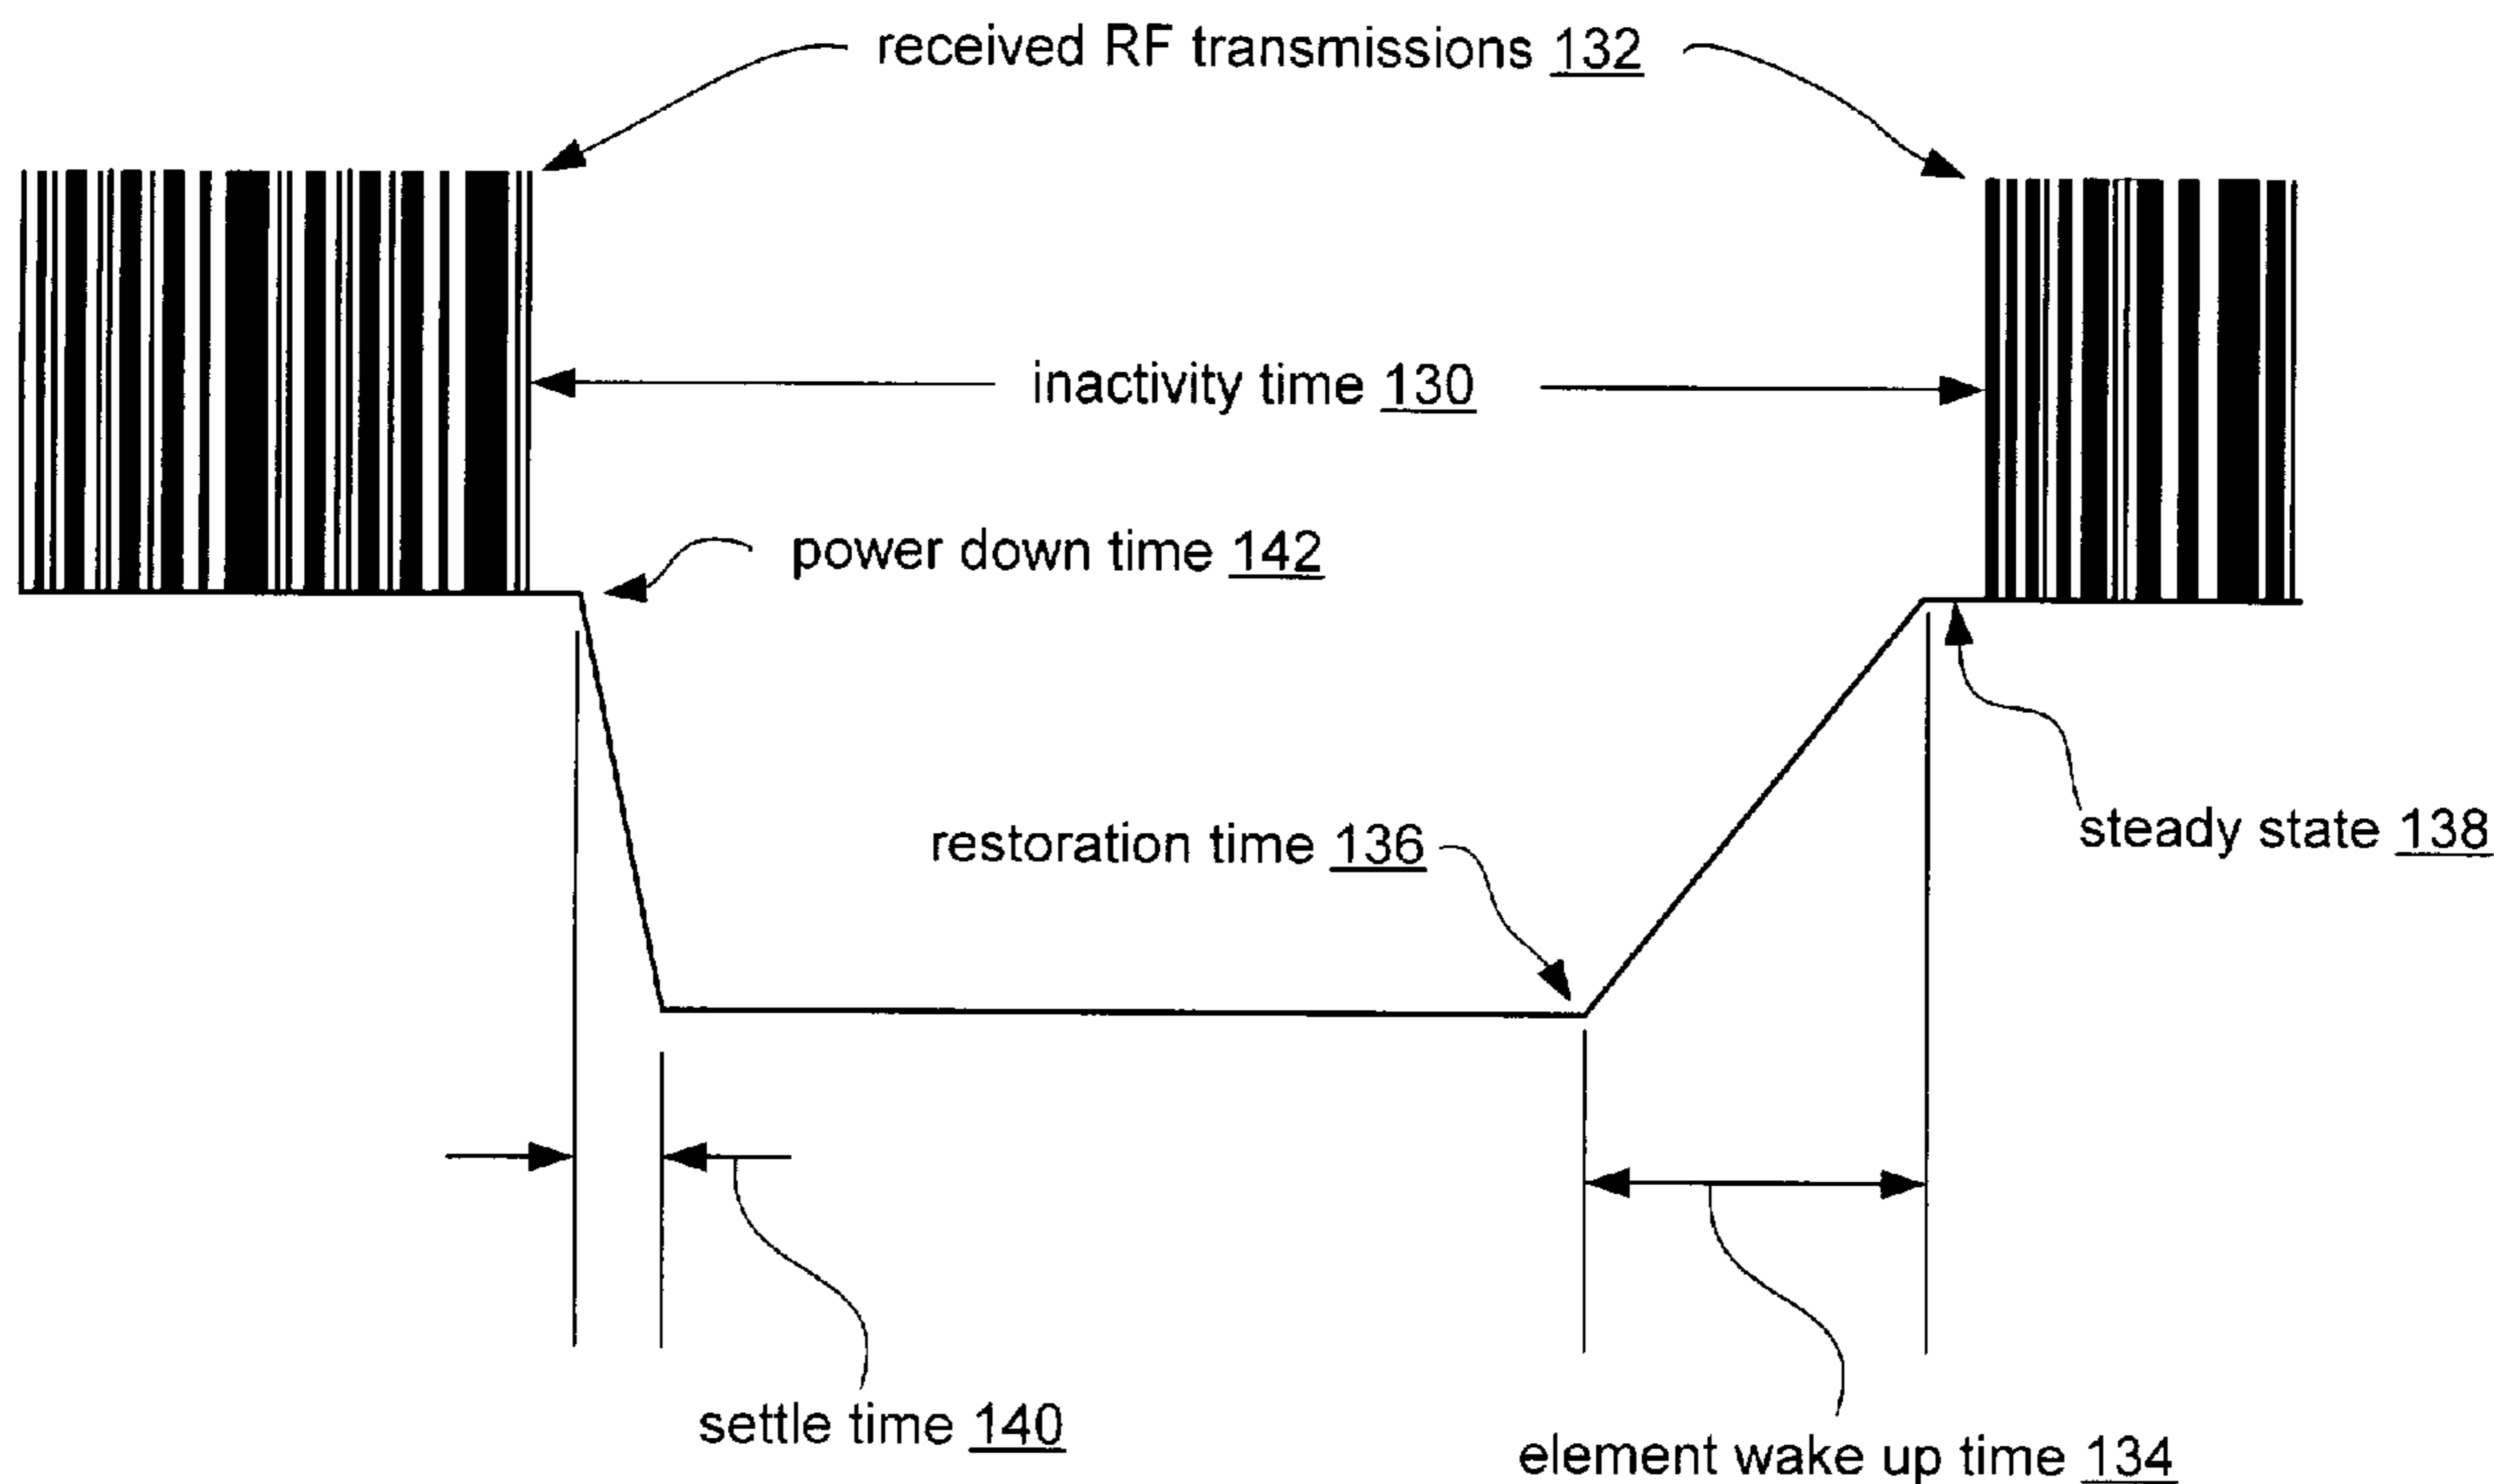 received RF transmissions 132
inactivity time 130
power down time 142
restoration time 136
steady state 138
settle time 140
element wake up time 134